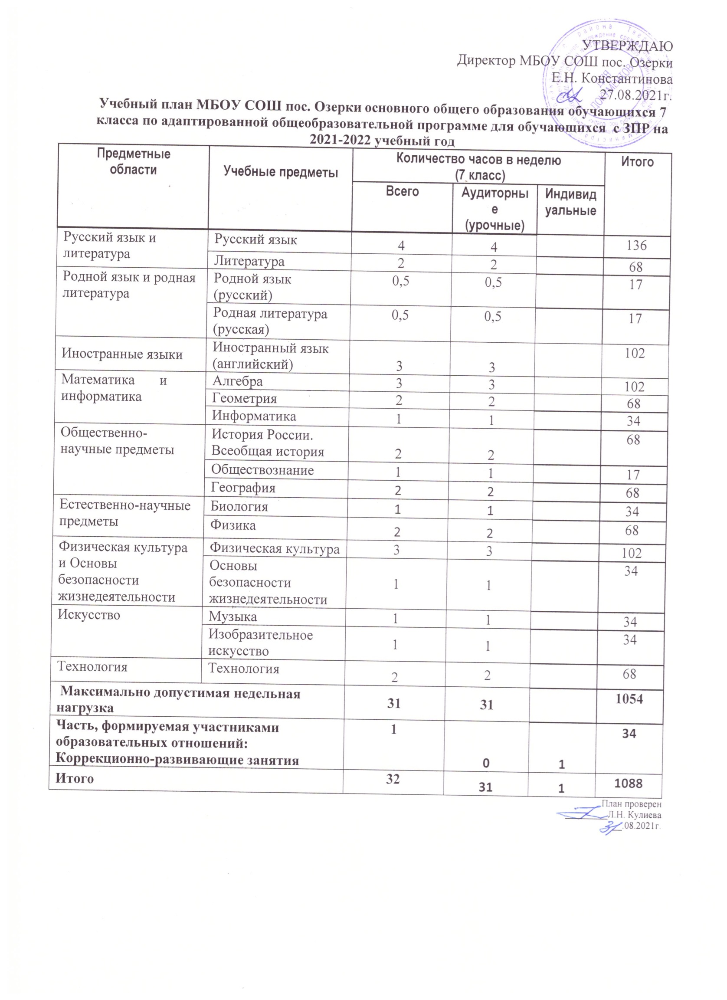 УТВЕРЖДАЮ
Директор МБОУ СОШ пос. Озерки
Е.Н. Константинова
27.08.2021г.
ДЛЯ
ДОКУМЕНТОВ
Учебный план МБОУ СОШ пос. Озерки основного общего образования обучающихся 7
класса по адаптированной общеобразовательной программе для обучающихся с ЗПР на
2021-2022 учебный год
Предметные
области
Учебные предметы
Количество часов в неделю
(7 класс)
Итого
Всего
Аудиторны
е
(урочные)
Индивид
уальные
Русский язык и
литература
Русский язык 4 4 136
Литература 2 2 68
Родной язык и родная
литература
Родной язык 0,5 0,5 17
(русский)
Родная литература 0,5 0,5 17
(русская)
Иностранные языки
Иностранный язык 102
(английский) 3 3
Математика и
информатика
Алгебра 3 3 102
Геометрия 2 2 68
Информатика 1 1 34
Общественно-
научные предметы
История России. 68
Всеобщая история 2 2
Обществознание 1 1 17
География 2 2 68
Естественно-научные
предметы
Биология 1 1 34
Физика 2 2 68
Физическая культура
и Основы
безопасности
жизнедеятельности
Физическая культура 3 3 102
Основы 34
безопасности 1 1
жизнедеятельности
Искусство
Музыка 1 1 34
Изобразительное 34
искусство 1 1
Технология Технология 2 2 68
Максимально допустимая недельная
нагрузка 31 31 1054
Часть, формируемая участниками 1 34
образовательных отношений:
Коррекционно-развивающие занятия 0 1
Итого 32 31 1 1088
План проверен
Л.Н. Кулиева
31.08.2021г.